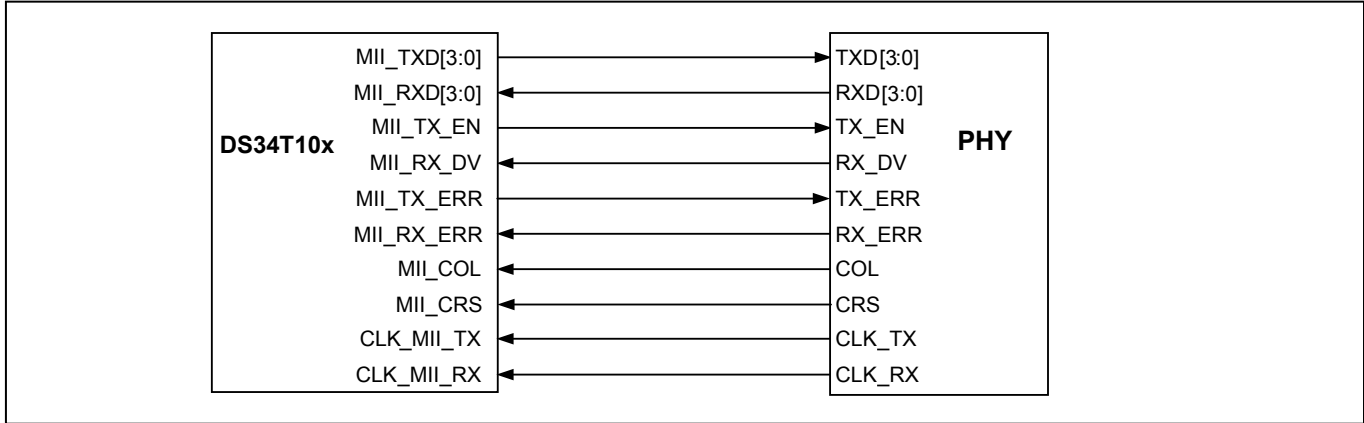 MII_TXD[3:0] TXD[3:0]
MII_RXD[3:0] RXD[3:0]
MII_TX_EN TX_EN
DS34T10x PHY
MII_RX_DV RX_DV
MII_TX_ERR TX_ERR
MII_RX_ERR RX_ERR
MII_COL COL
MII_CRS CRS
CLK_MII_TX CLK_TX
CLK_MII_RX CLK_RX